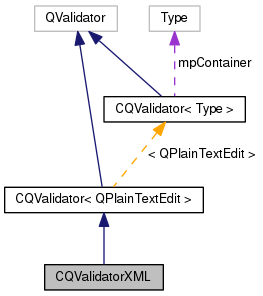 QValidator
Type
mpContainer
CQValidator< Type >
< QPlainTextEdit >
CQValidator< QPlainTextEdit >
CQValidatorXML